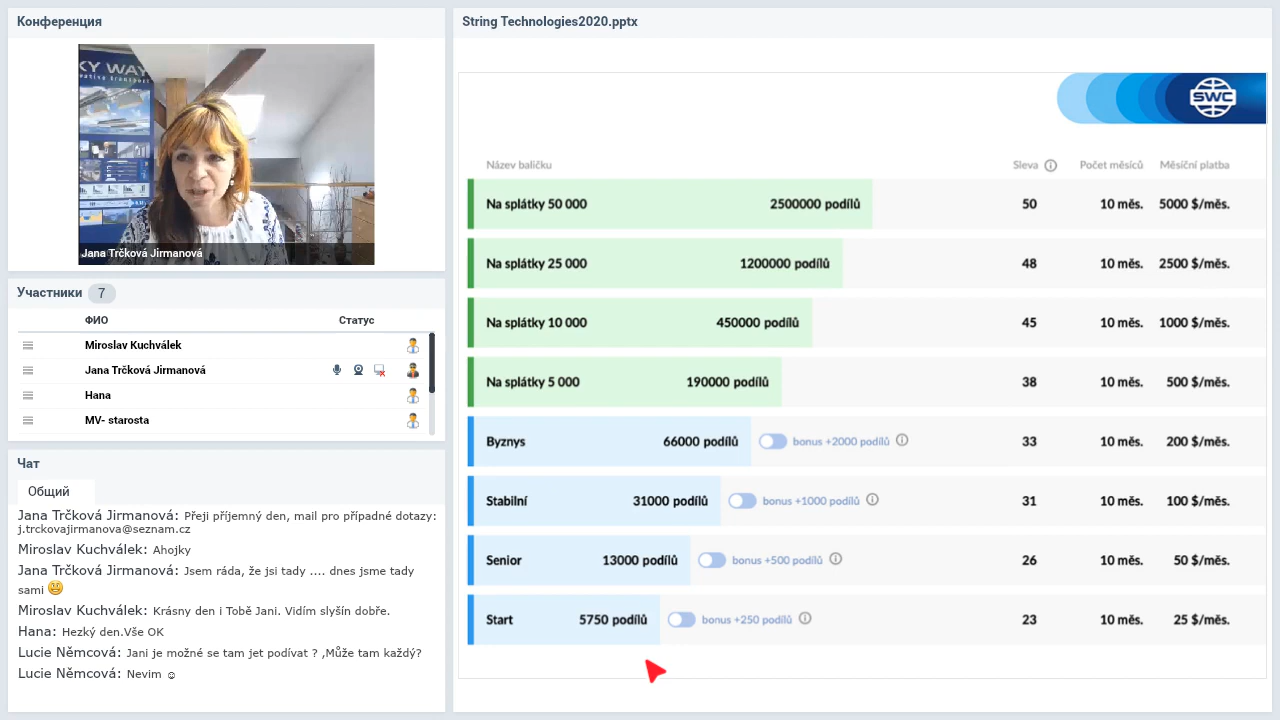 Конференция
KY WAY
Jana Trčková Jirmanová
Участники 7
ФИО Статус
Miroslav Kuchválek
Jana Trčková Jirmanová
Hana
MV- starosta
Чат
Общий
Jana Trčková Jirmanová: Přeji příjemný den, mail pro případné dotazy:
j.trckovajirmanova@seznam.cz
Miroslav Kuchválek: Ahojky
Jana Trčková Jirmanová: Jsem ráda, že jsi tady .... dnes jsme tady
sami
Miroslav Kuchválek: Krásny den i Tobě Jani. Vidím slyšín dobře.
Hana: Hezký den.Vše OK
Lucie Němcová: Jani je možné se tam jet podívat ? ,Může tam každý?
Lucie Němcová: Nevim ☺
String Technologies2020.pptx
SWC
Název balíčku Sleva Počet měsíců Měsíční platba
Na splátky 50 000 2500000 podílů 50 10 měs. 5000 $/měs.
Na splátky 25 000 1200000 podílů 48 10 měs. 2500 $/měs.
Na splátky 10 000 450000 podílů 45 10 měs. 1000 $/měs.
Na splátky 5 000 190000 podílů 38 10 měs. 500 $/měs.
Byznys 66000 podílů bonus +2000 podílů 33 10 měs. 200 $/měs.
Stabilní 31000 podílů bonus +1000 podílů 31 10 měs. 100 $/měs.
Senior 13000 podílů bonus +500 podílů 26 10 měs. 50 $/měs.
Start 5750 podílů bonus +250 podílů 23 10 měs. 25 $/měs.